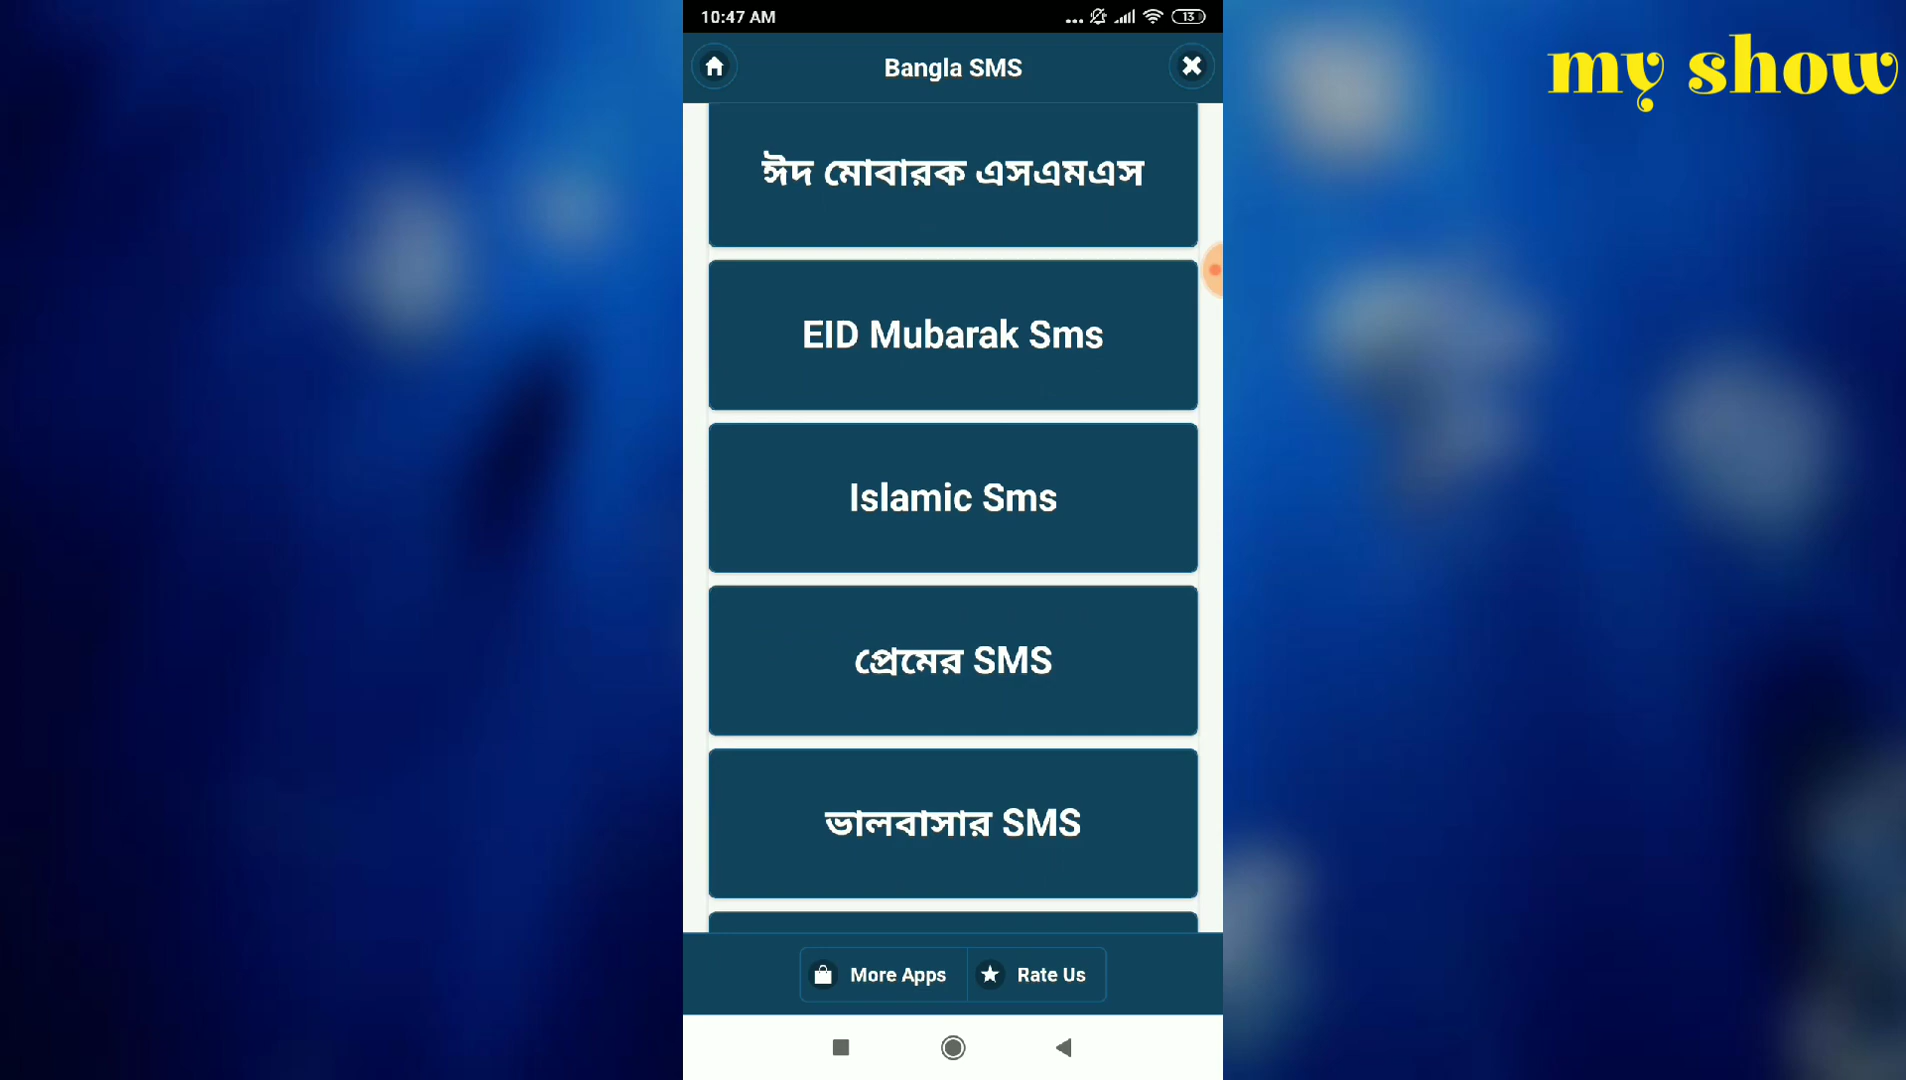 10:47 AM
13
my show
Bangla SMS
ঈদ মোবারক এসএমএস
EID Mubarak Sms
Islamic Sms
প্রেমের SMS
ভালবাসার SMS
More Apps
Rate Us